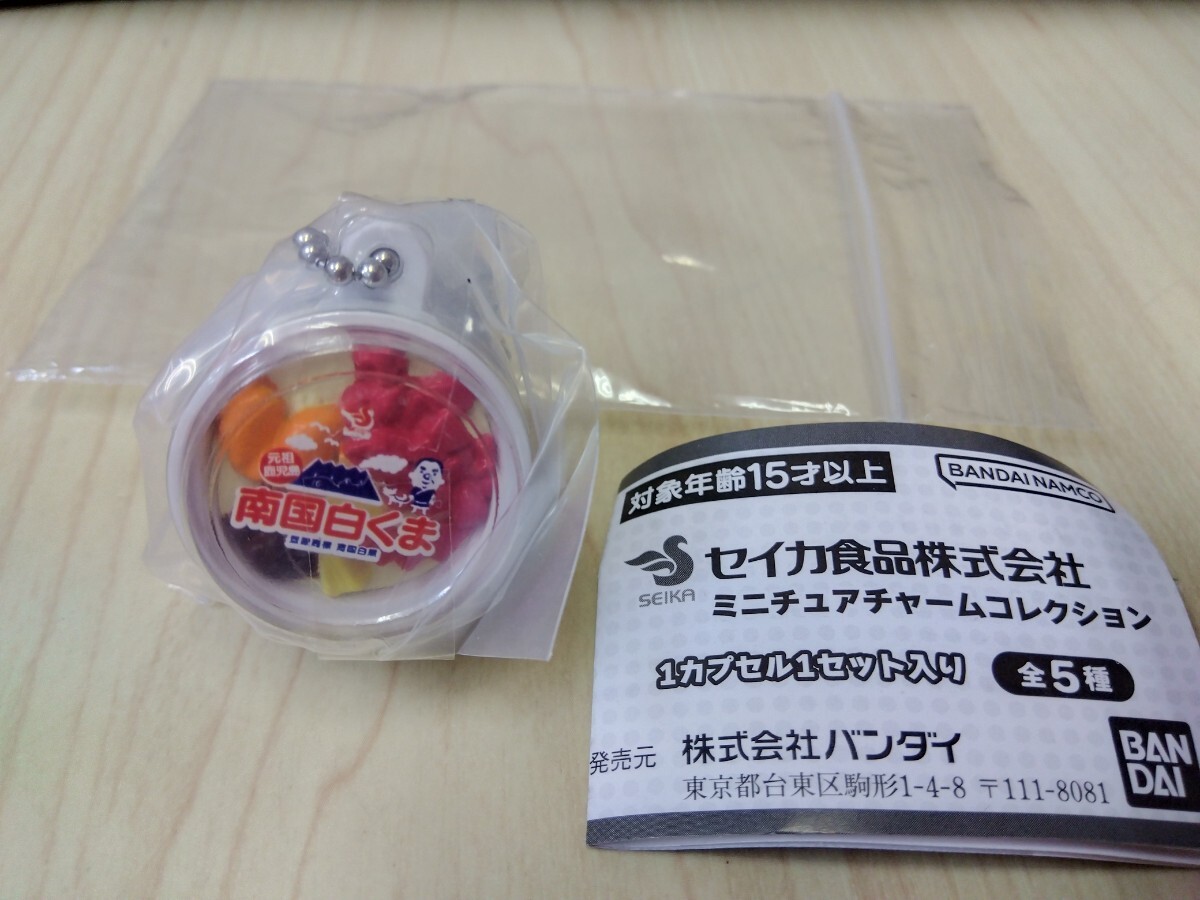 元祖
鹿児島
南国白くま
対象年齢15才以上
BANDAI NAMCO
SEIKA
セイカ食品株式会社
ミニチュアチャームコレクション
1カプセル1セット入り
全5種
発売元 株式会社バンダイ
東京都台東区駒形1-4-8 〒111-8081
BAN
DAI